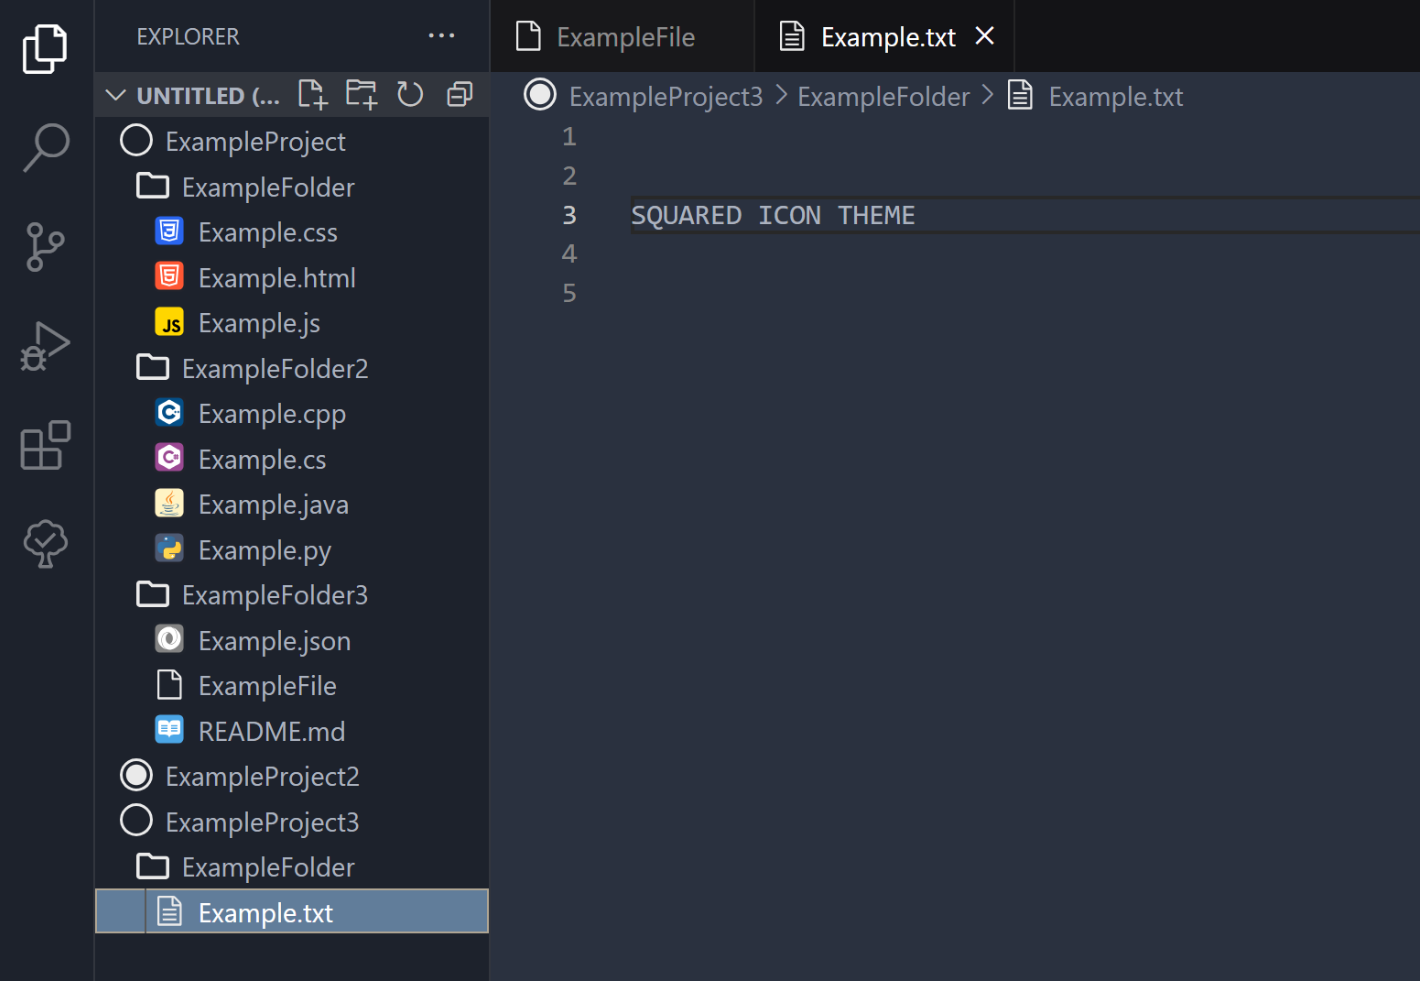 EXPLORER
UNTITLED (...
ExampleProject
ExampleFolder
Example.css
Example.html
JS Example.js
ExampleFolder2
Example.cpp
Example.cs
Example.java
Example.py
ExampleFolder3
Example.json
ExampleFile
README.md
ExampleProject2
ExampleProject3
ExampleFolder
Example.txt
ExampleFile
Example.txt
ExampleProject3 > ExampleFolder > Example.txt
1
2
3 SQUARED ICON THEME
4
5